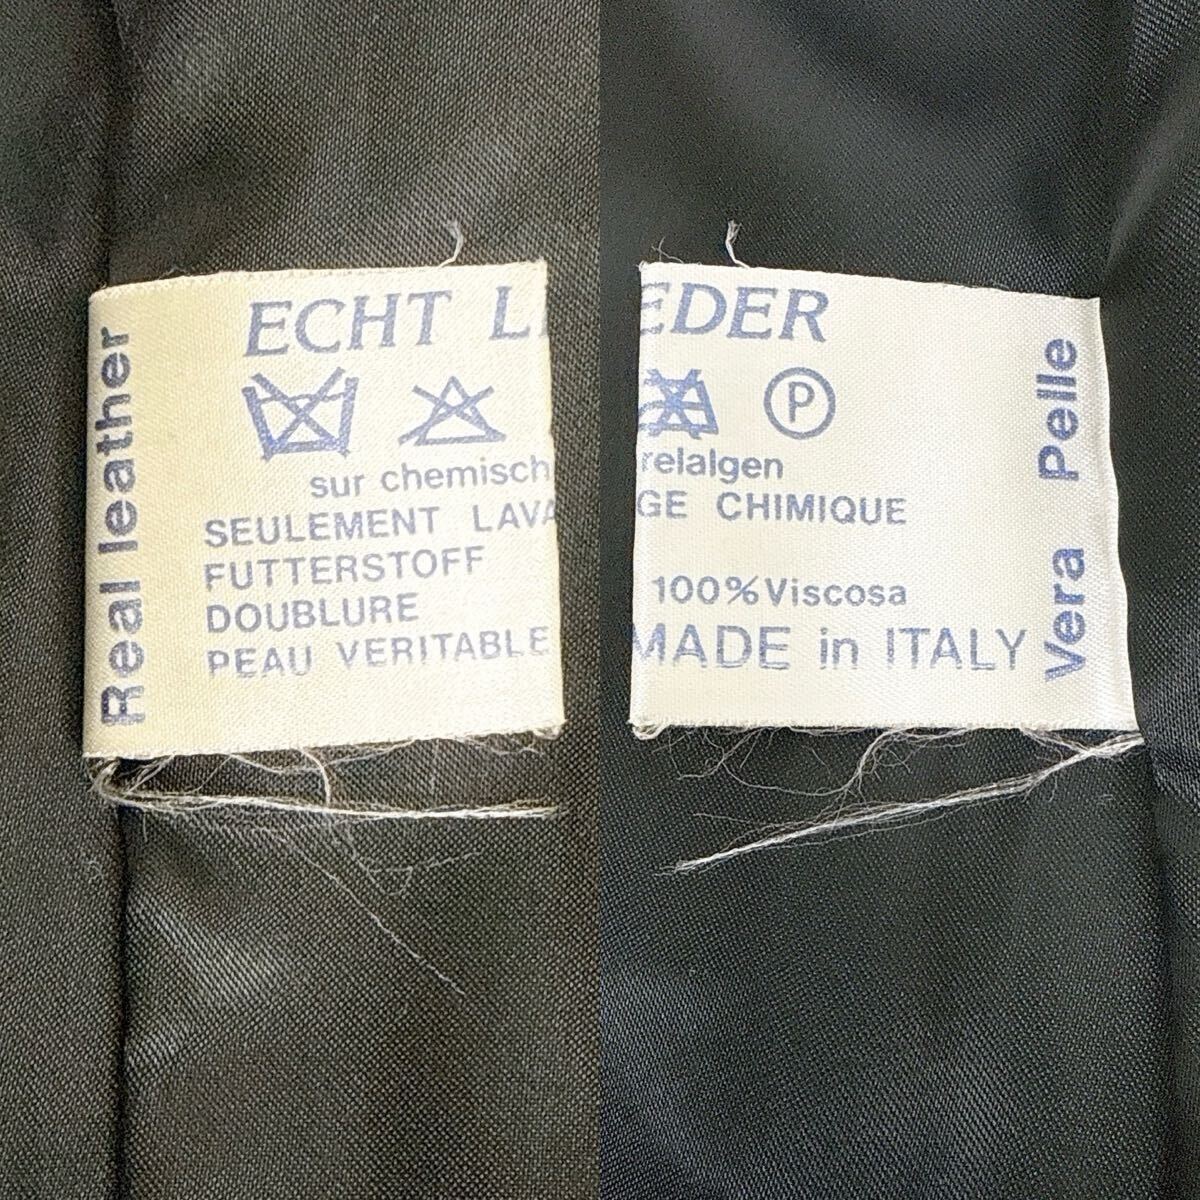 Real leather
ECHT L
sur chemisch
SEULEMENT LAVA
FUTTERSTOFF
DOUBLURE
PEAU VERITABLE
EDER
P
relalgen
GE CHIMIQUE
100% Viscosa
MADE in ITALY
Vera Pelle